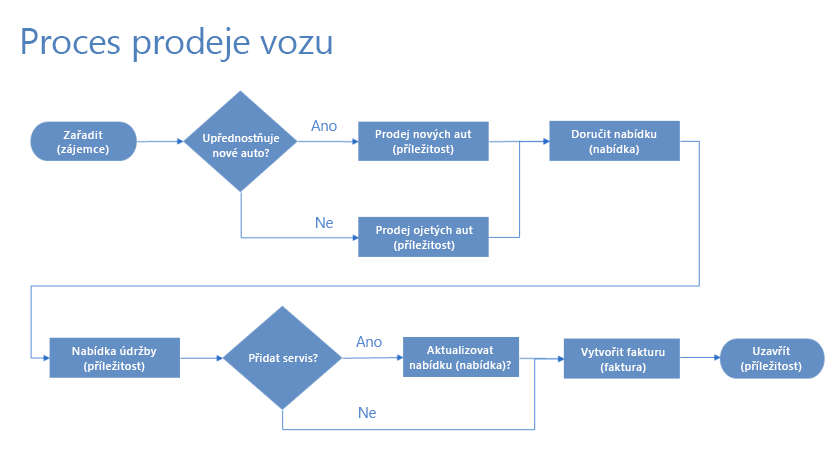 Proces prodeje vozu
Zařadit
(zájemce)
Upřednostňuje
nové auto?
Ano
Prodej nových aut
(příležitost)
Doručit nabídku
(nabídka)
Ne
Prodej ojetých aut
(příležitost)
Nabídka údržby
(příležitost)
Přidat servis?
Ano
Aktualizovat
nabídku (nabídka)?
Vytvořit fakturu
(faktura)
Uzavřít
(příležitost)
Ne